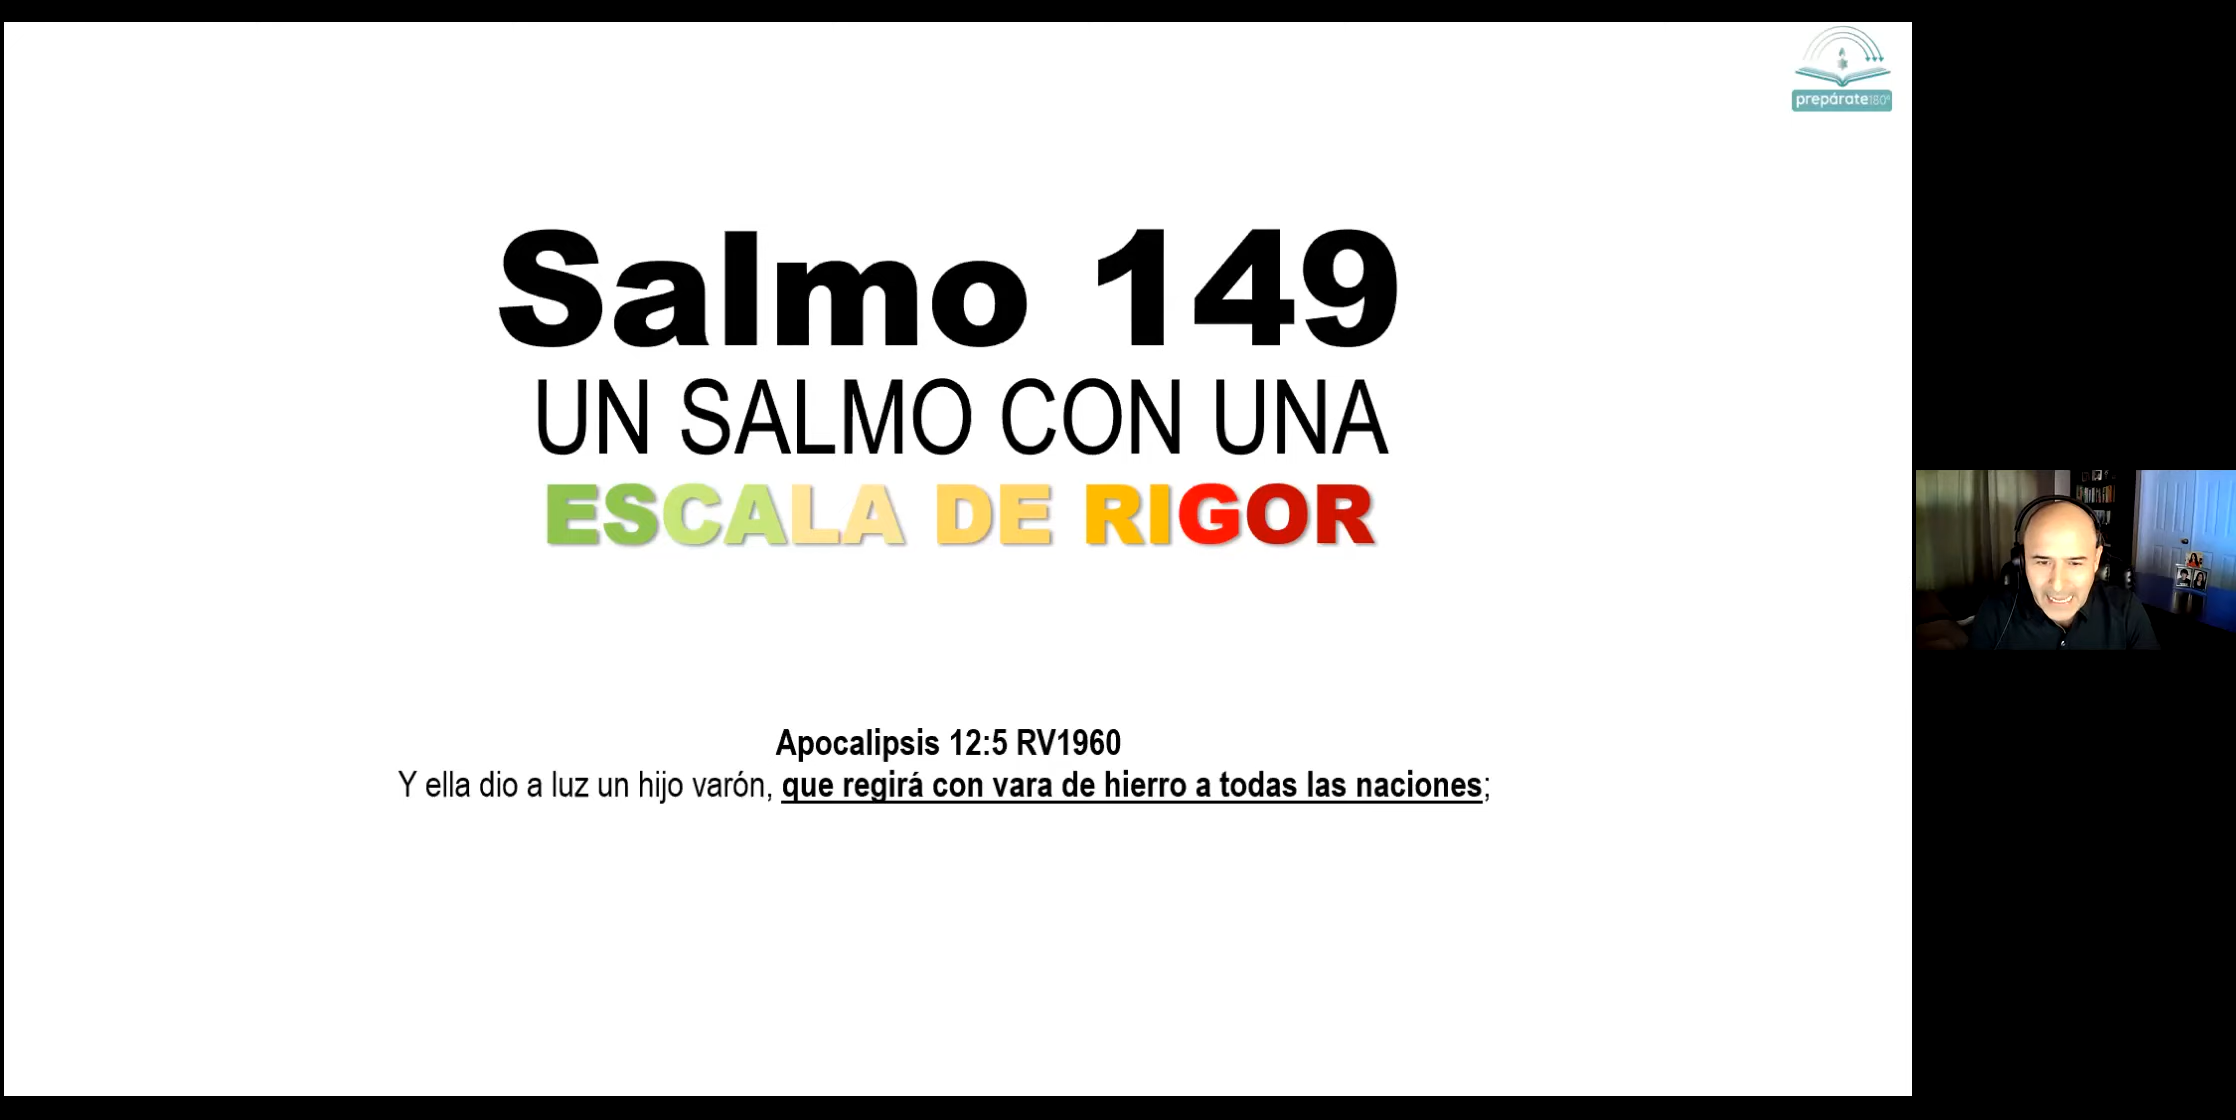 prepárate180°
Salmo 149
UN SALMO CON UNA
ESCALA DE RIGOR
Apocalipsis 12:5 RV1960
Y ella dio a luz un hijo varón, que regirá con vara de hierro a todas las naciones;